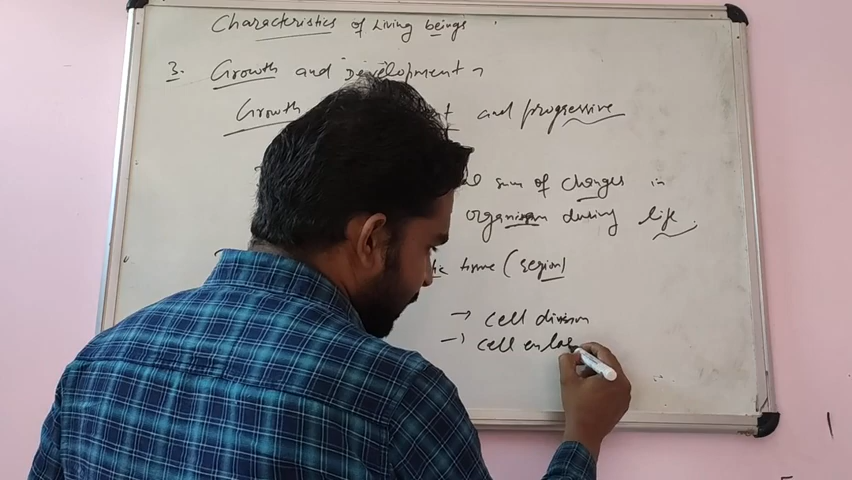 Characteristics of Living beings
3. Growth and Development
Growth and progressive
sum of changes in
organism during life.
tissue (region)
→ cell division
→ cell enlar